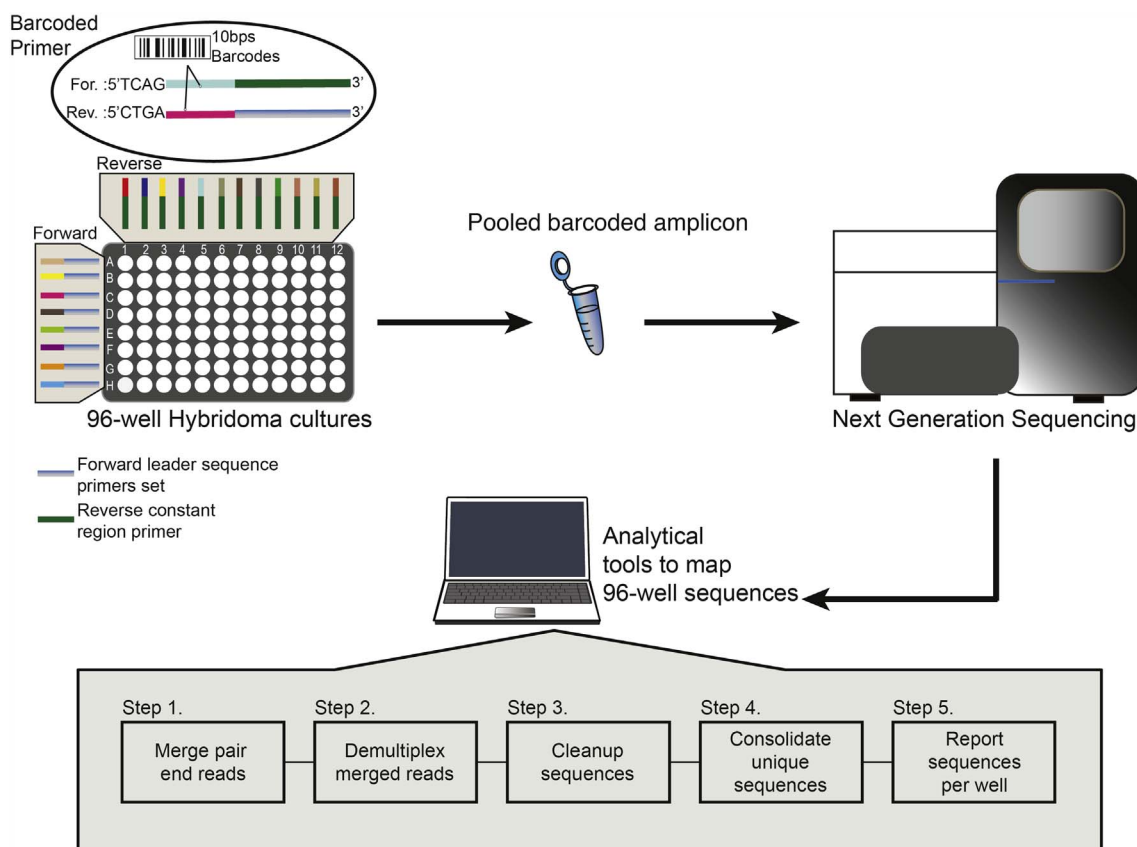 Barcoded
Primer
10bps
Barcodes
For. :5'TCAG 3'
Rev. :5'CTGA 3'
Reverse
Forward
1 2 3 4 5 6 7 8 9 10 11 12
A
B
C
D
E
F
G
H
96-well Hybridoma cultures
Pooled barcoded amplicon
Next Generation Sequencing
Forward leader sequence
primers set
Reverse constant
region primer
Analytical
tools to map
96-well sequences
Step 1.
Merge pair
end reads
Step 2.
Demultiplex
merged reads
Step 3.
Cleanup
sequences
Step 4.
Consolidate
unique
sequences
Step 5.
Report
sequences
per well